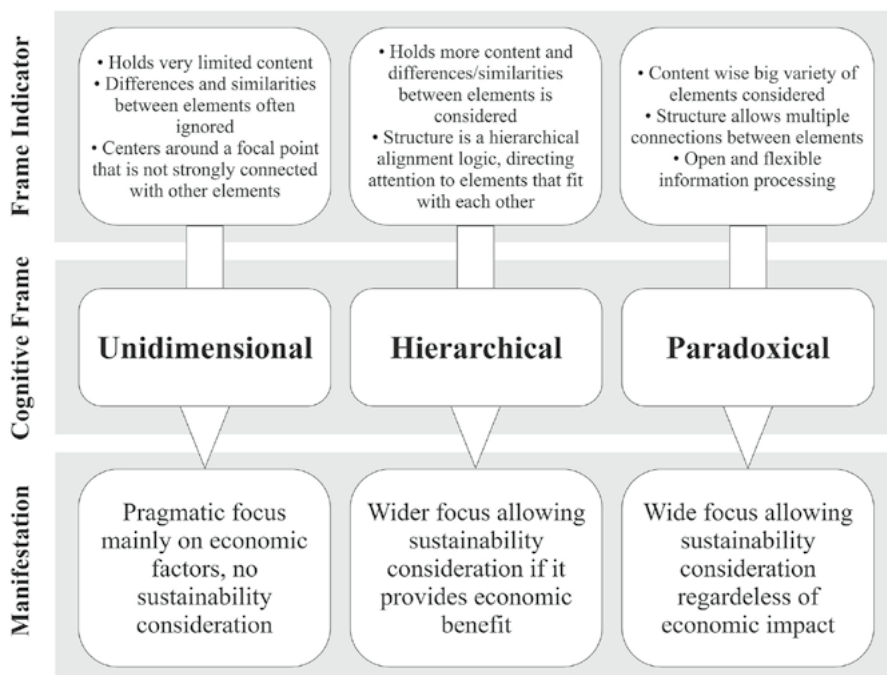 Frame Indicator
• Holds very limited content
• Differences and similarities
between elements often
ignored
• Centers around a focal point
that is not strongly connected
with other elements
• Holds more content and
differences/similarities
between elements is
considered
• Structure is a hierarchical
alignment logic, directing
attention to elements that fit
with each other
• Content wise big variety of
elements considered
• Structure allows multiple
connections between elements
• Open and flexible
information processing
Cognitive Frame
Unidimensional
Hierarchical
Paradoxical
Manifestation
Pragmatic focus
mainly on economic
factors, no
sustainability
consideration
Wider focus allowing
sustainability
consideration if it
provides economic
benefit
Wide focus allowing
sustainability
consideration
regardeless of
economic impact